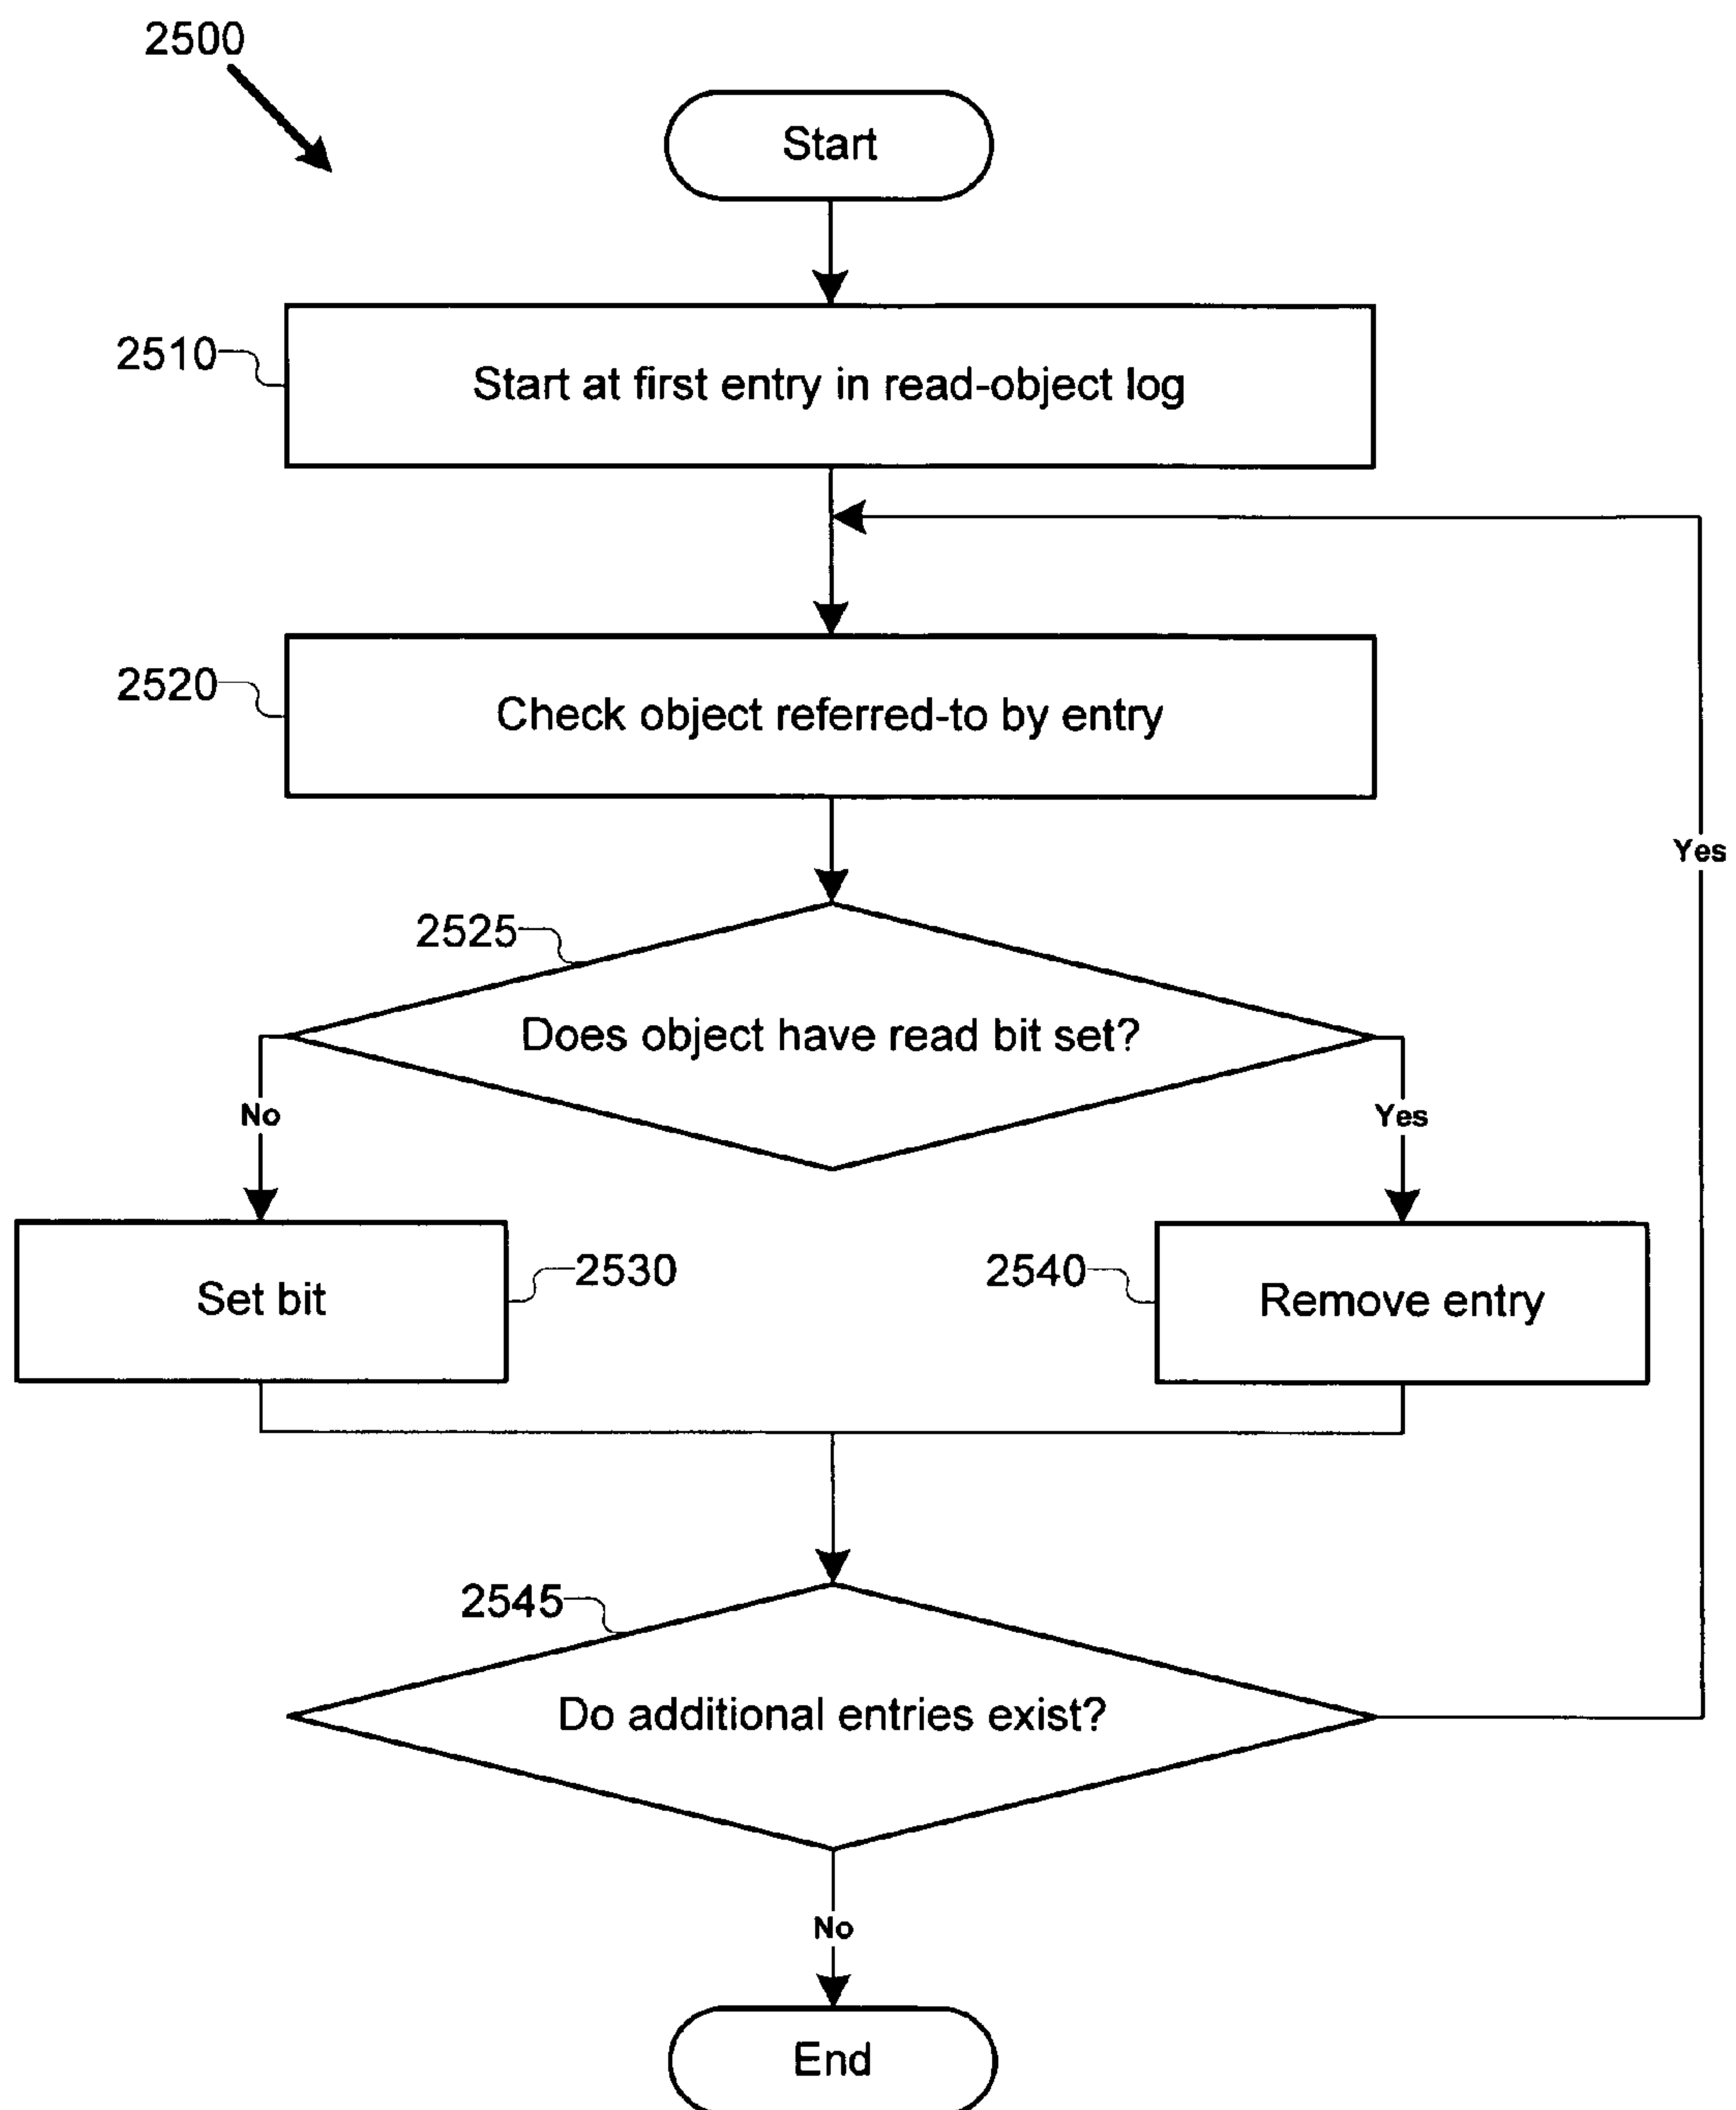 2500
Start
2510
Start at first entry in read-object log
2520
Check object referred-to by entry
Yes
2525
Does object have read bit set?
No
Yes
Set bit
2530
2540
Remove entry
2545
Do additional entries exist?
No
End